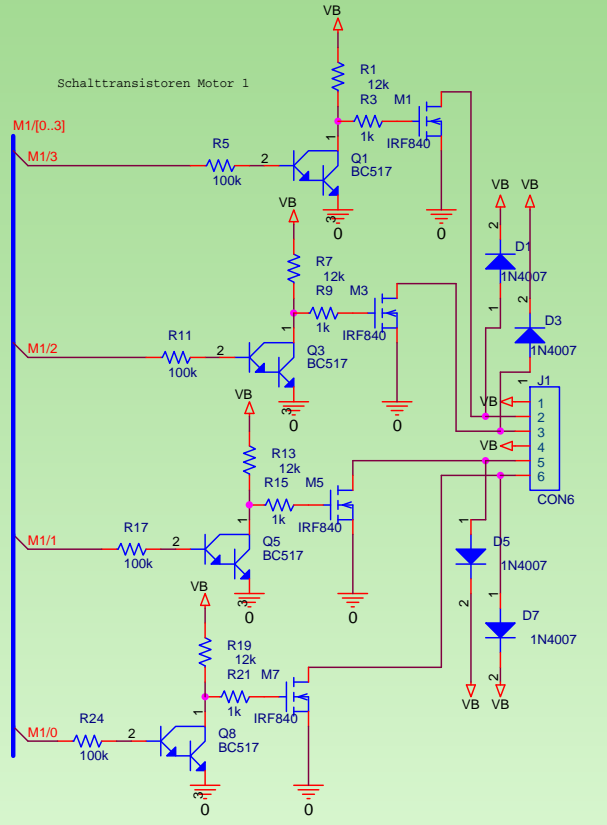 VB
Schalttransistoren Motor 1
R1
12k
R3
M1
1k
IRF840
M1/[0..3]
M1/3
R5
100k
2
1
Q1
BC517
3
0
0
VB
R7
12k
R9
M3
1k
IRF840
M1/2
R11
100k
2
1
Q3
BC517
3
0
0
VB
VB
2
D1
1N4007
1
2
D3
1N4007
1
J1
VB
1
2
3
VB
4
5
6
CON6
VB
R13
12k
R15
M5
1k
IRF840
M1/1
R17
100k
2
1
Q5
BC517
3
0
0
1
D5
1N4007
2
VB
1
D7
1N4007
2
VB
VB
R19
12k
R21
M7
1k
IRF840
M1/0
R24
100k
2
1
Q8
BC517
3
0
0